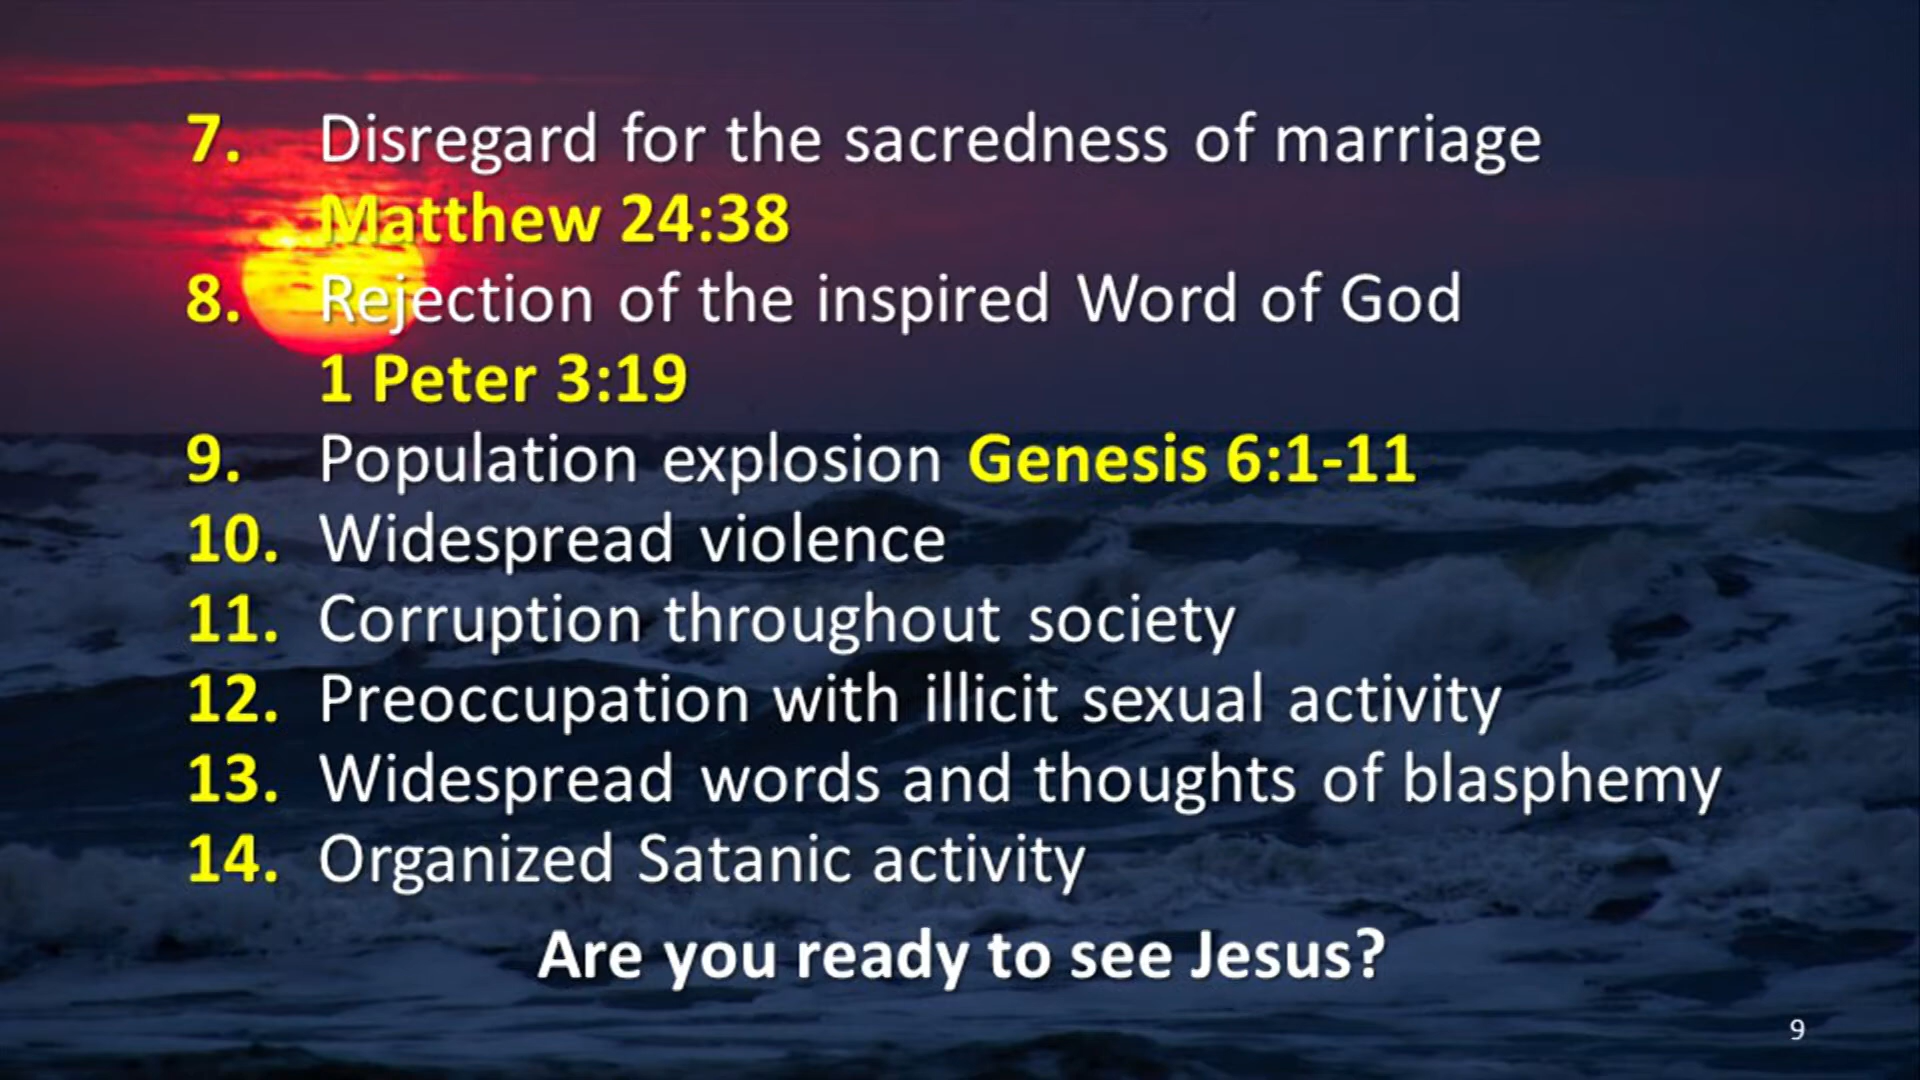 7. Disregard for the sacredness of marriage
Matthew 24:38
8. Rejection of the inspired Word of God
1 Peter 3:19
9. Population explosion Genesis 6:1-11
10. Widespread violence
11. Corruption throughout society
12. Preoccupation with illicit sexual activity
13. Widespread words and thoughts of blasphemy
14. Organized Satanic activity
Are you ready to see Jesus?
9